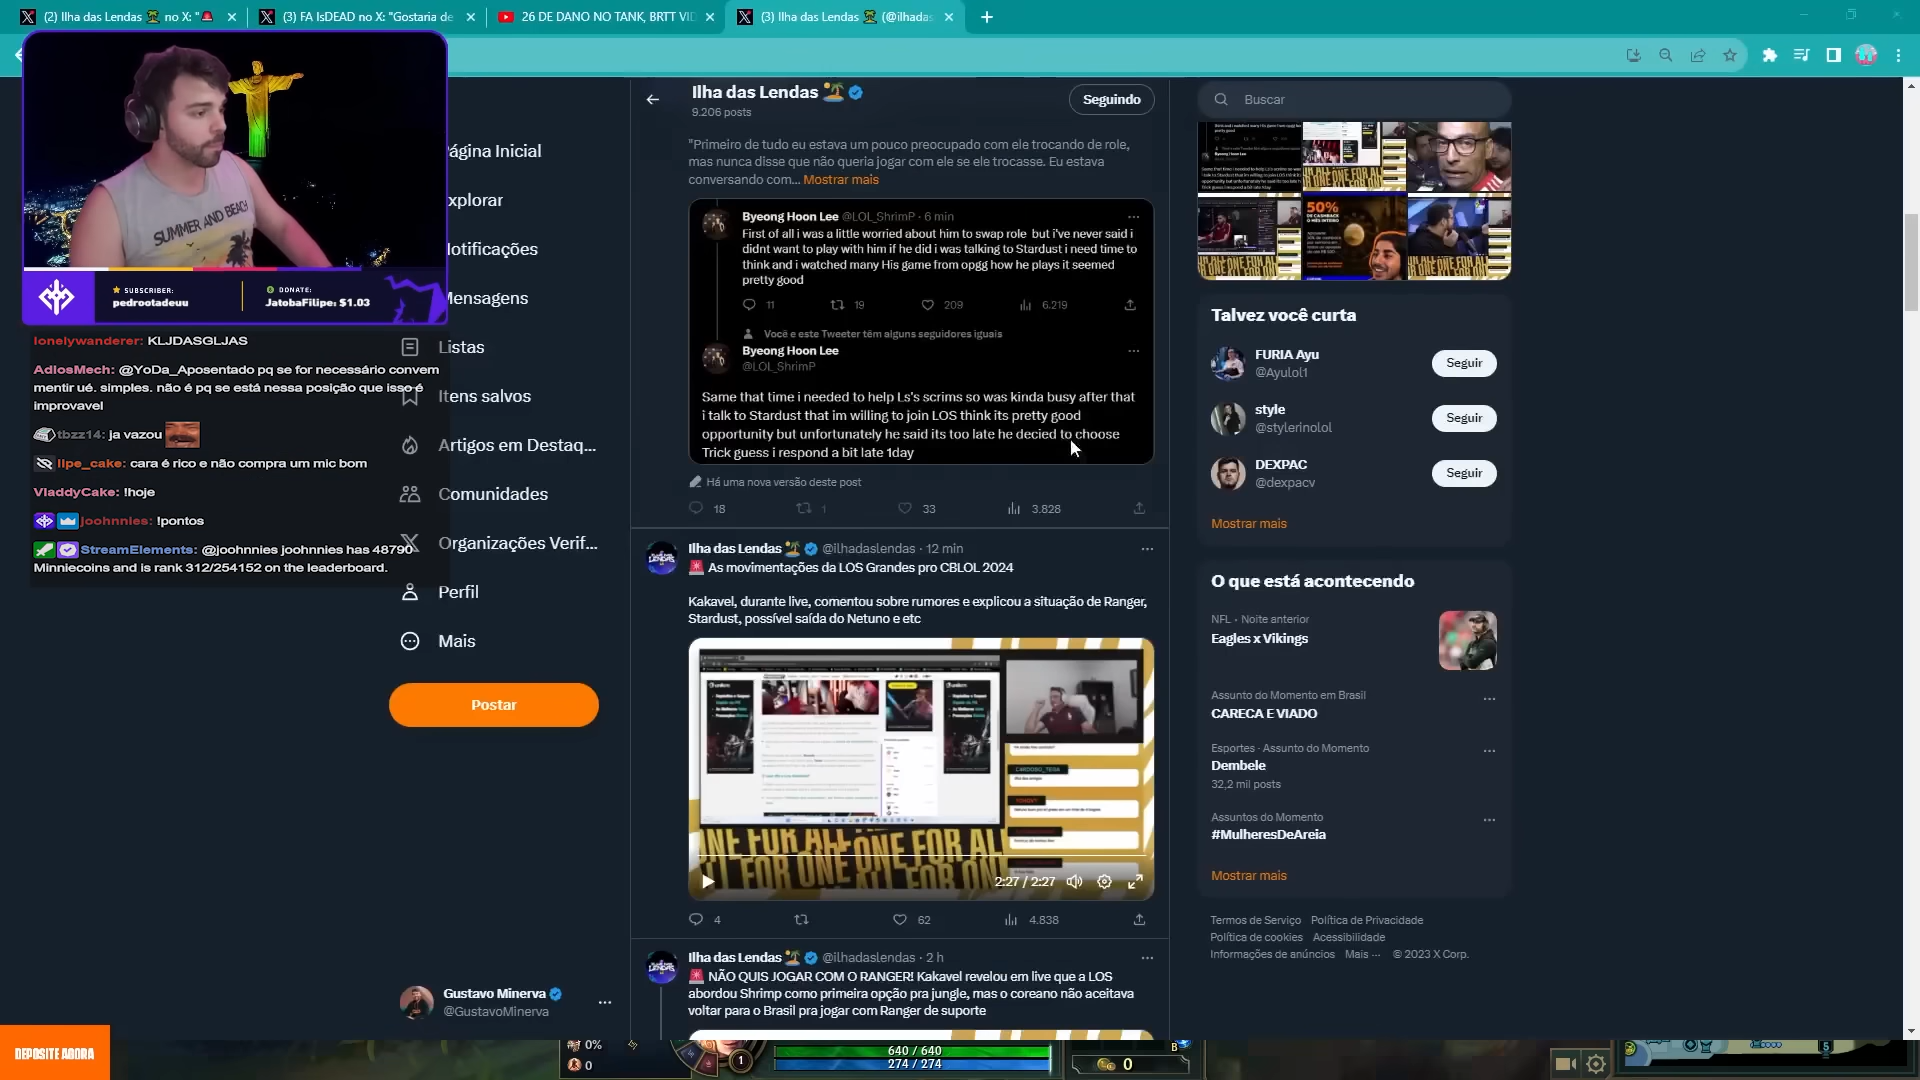 (2) Ilha das Lendas no X: "
(3) FA IsDEAD no X: "Gostaria de
26 DE DANO NO TANK, BRTT VID
(3) Ilha das Lendas (@ilhadas
SUMMER AND BEACH
SUBSCRIBER:
pedrootadeuu
DONATE:
JatobaFilipe: $1.03
lonelywanderer: KLJDASGLJAS
AdiosMech: @YoDa_Aposentado pq se for necessário convem
mentir ué. simples. não é pq se está nessa posição que isso é
improvavel
tbzz14: ja vazou
lipe_cake: cara é rico e não compra um mic bom
VladdyCake: !hoje
joohnnies: !pontos
StreamElements: @joohnnies joohnnies has 48790
Minniecoins and is rank 312/254152 on the leaderboard.
ágina Inicial
xplorar
Notificações
Mensagens
Listas
Itens salvos
Artigos em Destaq...
Comunidades
Organizações Verif...
Perfil
Mais
Postar
Gustavo Minerva
@GustavoMinerva
DEPOSITE AGORA
Ilha das Lendas
9.206 posts
Seguindo
"Primeiro de tudo eu estava um pouco preocupado com ele trocando de role,
mas nunca disse que não queria jogar com ele se ele trocasse. Eu estava
conversando com... Mostrar mais
Byeong Hoon Lee @LOL_ShrimP · 6 min
First of all i was a little worried about him to swap role but i've never said i
didnt want to play with him if he did i was talking to Stardust i need time to
think and i watched many His game from opgg how he plays it seemed
pretty good
11 19 209 6.219
Você e este Tweeter têm alguns seguidores iguais
Byeong Hoon Lee
@LOL_ShrimP
Same that time i needed to help Ls's scrims so was kinda busy after that
i talk to Stardust that im willing to join LOS think its pretty good
opportunity but unfortunately he said its too late he decied to choose
Trick guess i respond a bit late 1day
Há uma nova versão deste post
18 1 33 3.828
Ilha das Lendas @ilhadaslendas · 12 min
As movimentações da LOS Grandes pro CBLOL 2024
Kakavel, durante live, comentou sobre rumores e explicou a situação de Ranger,
Stardust, possível saída do Netuno e etc
ONE FOR ALL ONE FOR AL
FOR ONE ALL FOR ONE
2:27 / 2:27
4 62 4.838
Ilha das Lendas @ilhadaslendas · 2 h
NÃO QUIS JOGAR COM O RANGER! Kakavel revelou em live que a LOS
abordou Shrimp como primeira opção pra jungle, mas o coreano não aceitava
voltar para o Brasil pra jogar com Ranger de suporte
Buscar
50%
DE CASHBACK
O MÊS INTEIRO
Talvez você curta
FURIA Ayu
@Ayulol1
Seguir
style
@stylerinolol
Seguir
DEXPAC
@dexpacv
Seguir
Mostrar mais
O que está acontecendo
NFL · Noite anterior
Eagles x Vikings
Assunto do Momento em Brasil
CARECA E VIADO
Esportes · Assunto do Momento
Dembele
32,2 mil posts
Assuntos do Momento
#MulheresDeAreia
Mostrar mais
Termos de Serviço Política de Privacidade
Política de cookies Acessibilidade
Informações de anúncios Mais ··· © 2023 X Corp.
0%
0
1
640 / 640
274 / 274
B
0
5